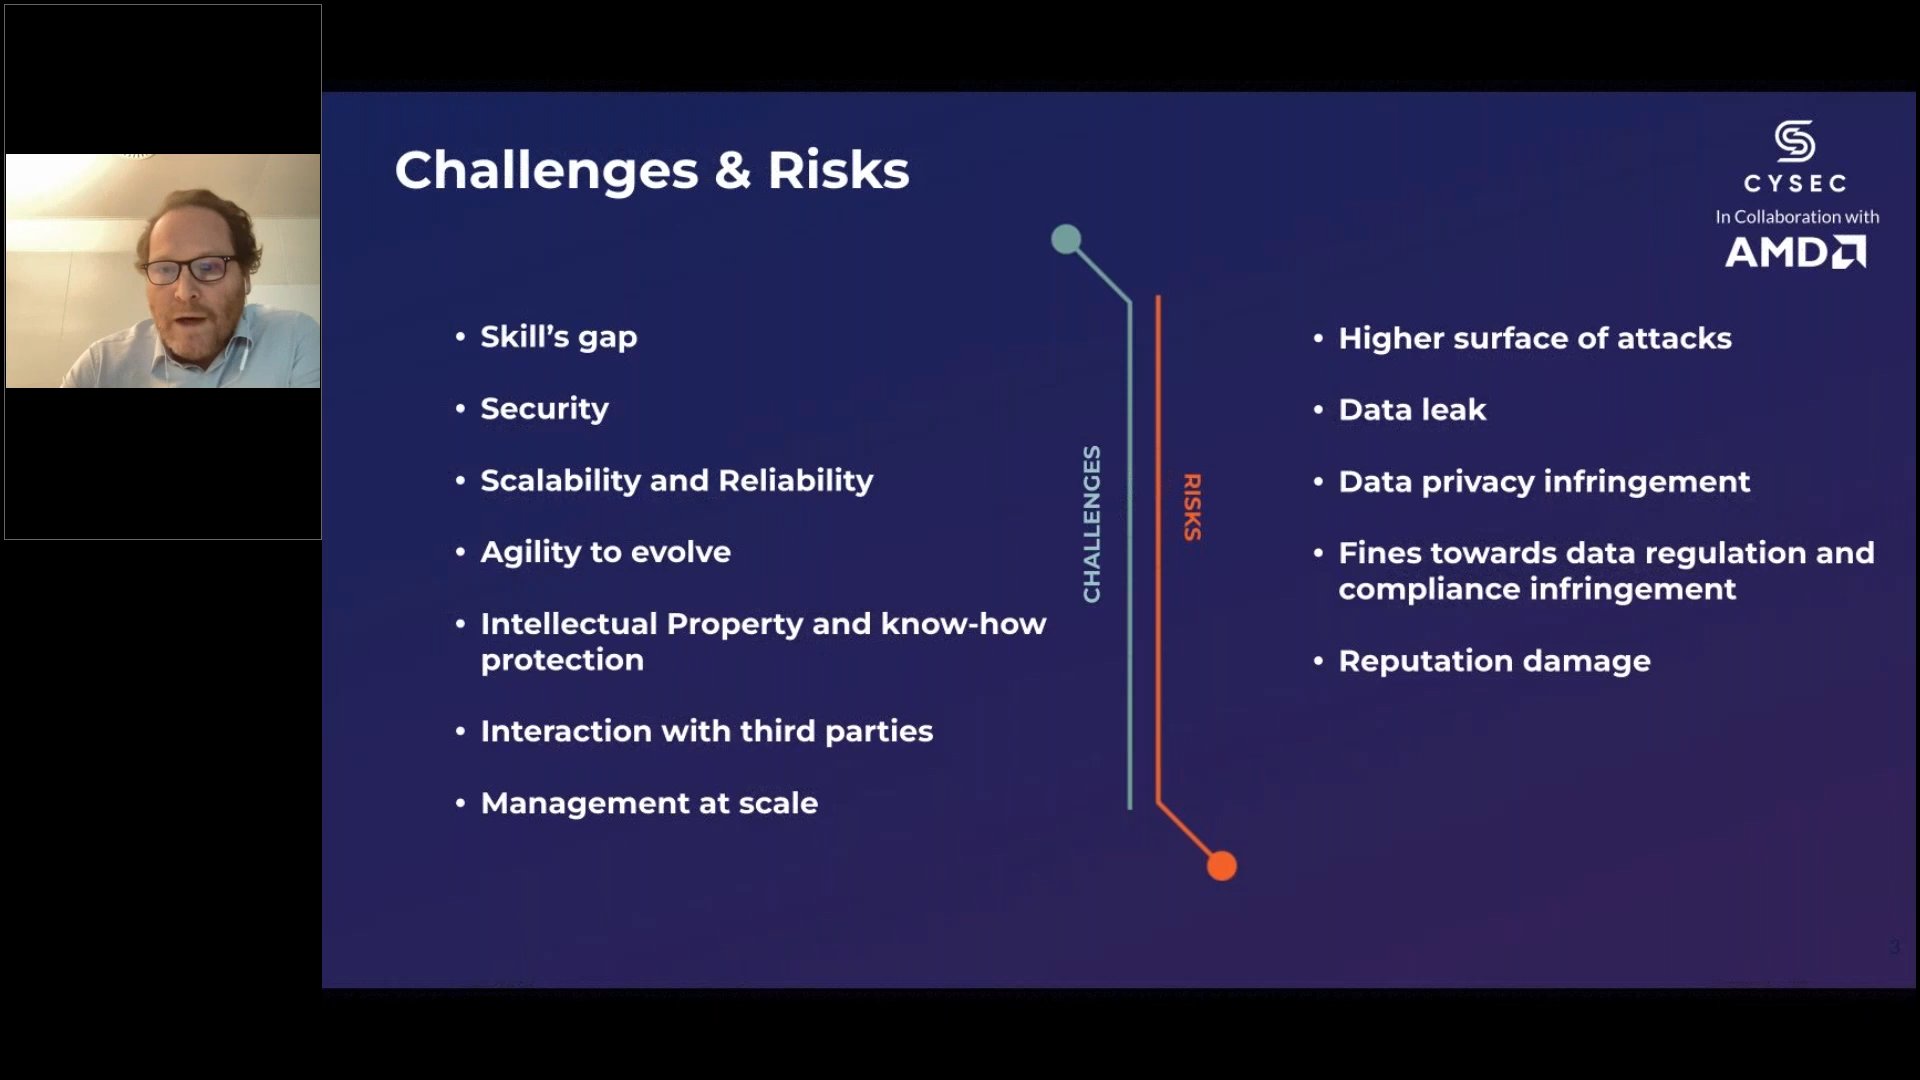 Challenges & Risks
CYSEC
In Collaboration with
AMD
• Skill’s gap
• Security
• Scalability and Reliability
• Agility to evolve
• Intellectual Property and know-how
protection
• Interaction with third parties
• Management at scale
CHALLENGES
RISKS
• Higher surface of attacks
• Data leak
• Data privacy infringement
• Fines towards data regulation and
compliance infringement
• Reputation damage
3